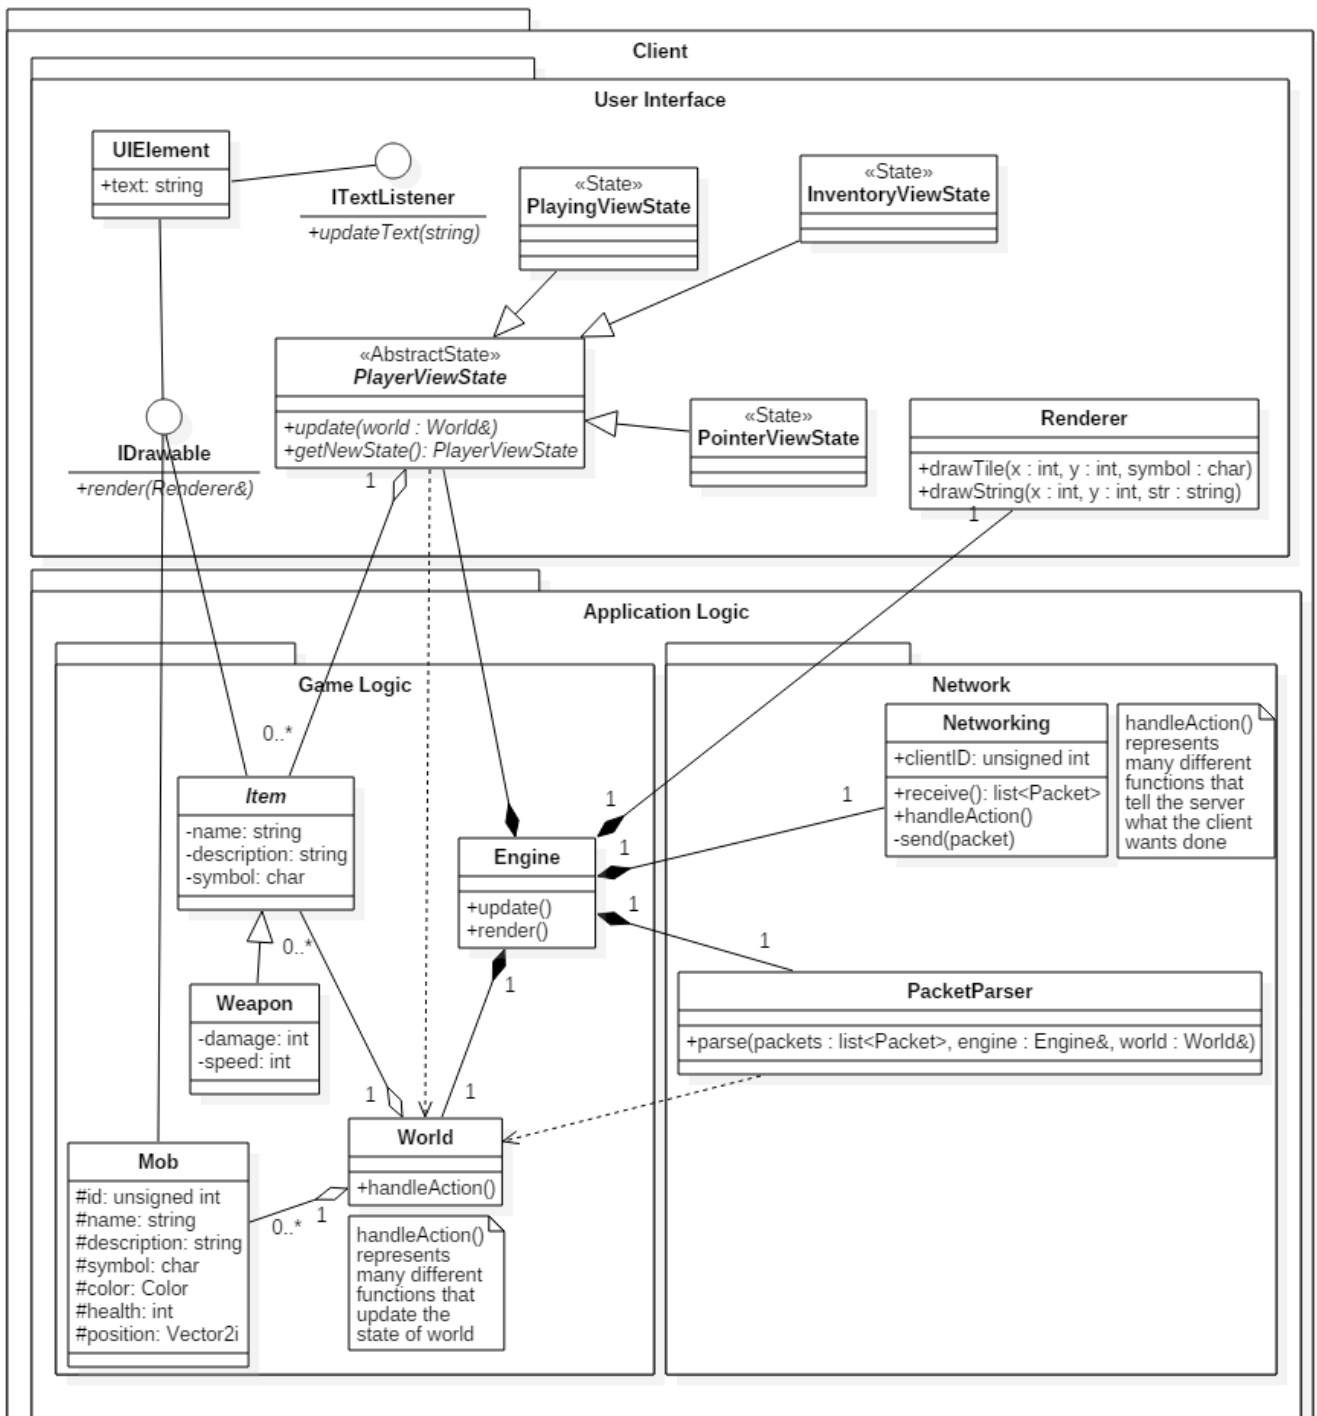 Client
User Interface
UIElement
+text: string
ITextListener
+updateText(string)
«State»
PlayingViewState
«State»
InventoryViewState
«AbstractState»
PlayerViewState
+update(world : World&)
+getNewState(): PlayerViewState
1
«State»
PointerViewState
Renderer
+drawTile(x : int, y : int, symbol : char)
+drawString(x : int, y : int, str : string)
1
IDrawable
+render(Renderer&)
Application Logic
Game Logic
0..*
Item
-name: string
-description: string
-symbol: char
0..*
Weapon
-damage: int
-speed: int
Engine
+update()
+render()
1
1
1
1
1
1
1
1
World
+handleAction()
handleAction()
represents
many different
functions that
update the
state of world
Mob
#id: unsigned int
#name: string
#description: string
#symbol: char
#color: Color
#health: int
#position: Vector2i
0..*
1
Network
Networking
+clientID: unsigned int
+receive(): list<Packet>
+handleAction()
-send(packet)
handleAction()
represents
many different
functions that
tell the server
what the client
wants done
PacketParser
+parse(packets : list<Packet>, engine : Engine&, world : World&)